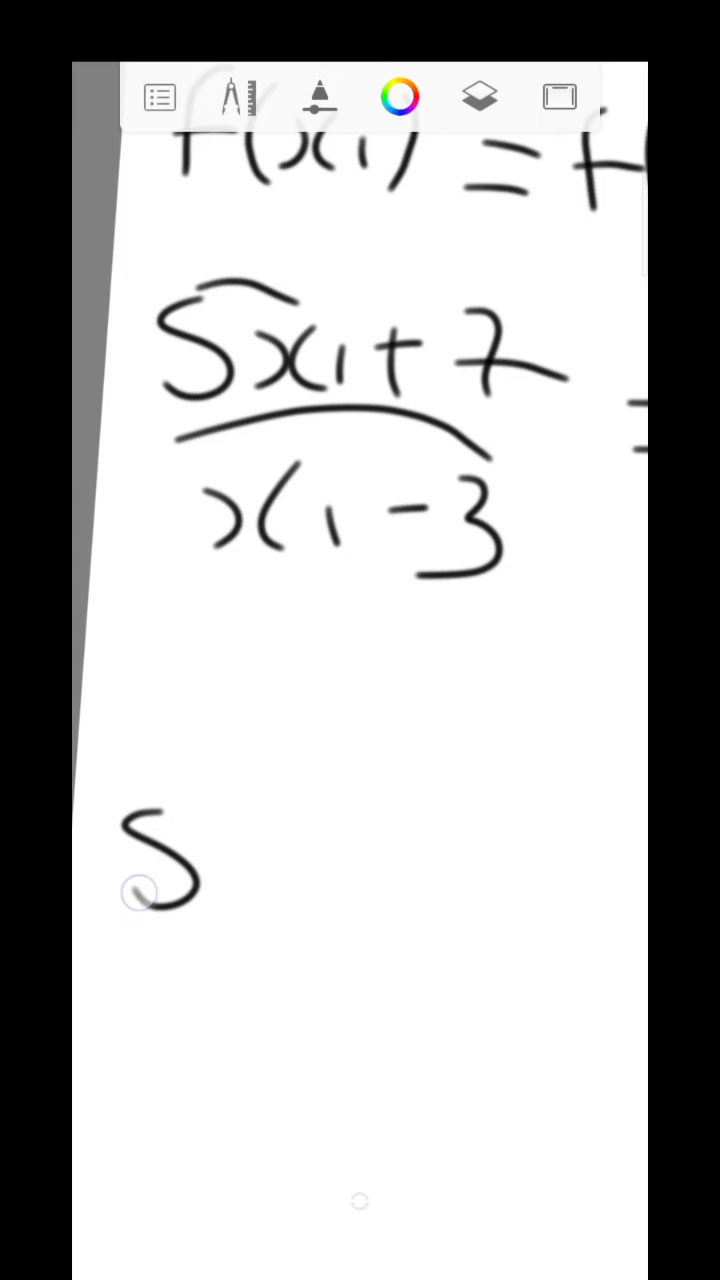 f(x1) = f(
5x1 + 7 =
x1 - 3
5